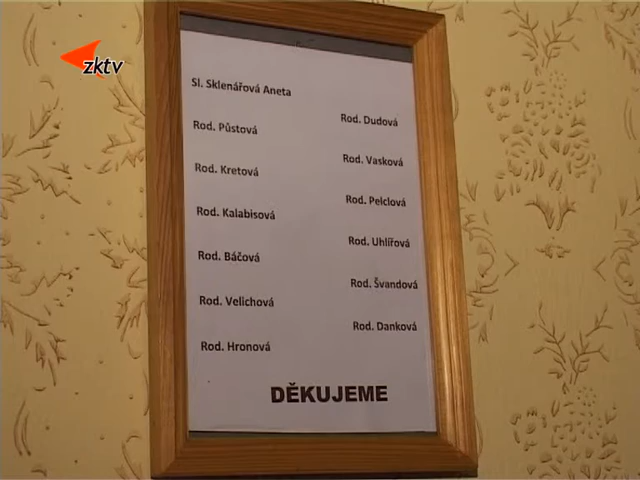 zktv
Sl. Sklenářová Aneta
Rod. Půstová
Rod. Kretová
Rod. Kalabisová
Rod. Báčová
Rod. Velichová
Rod. Hronová
Rod. Dudová
Rod. Vasková
Rod. Pelclová
Rod. Uhlířová
Rod. Švandová
Rod. Danková
DĚKUJEME